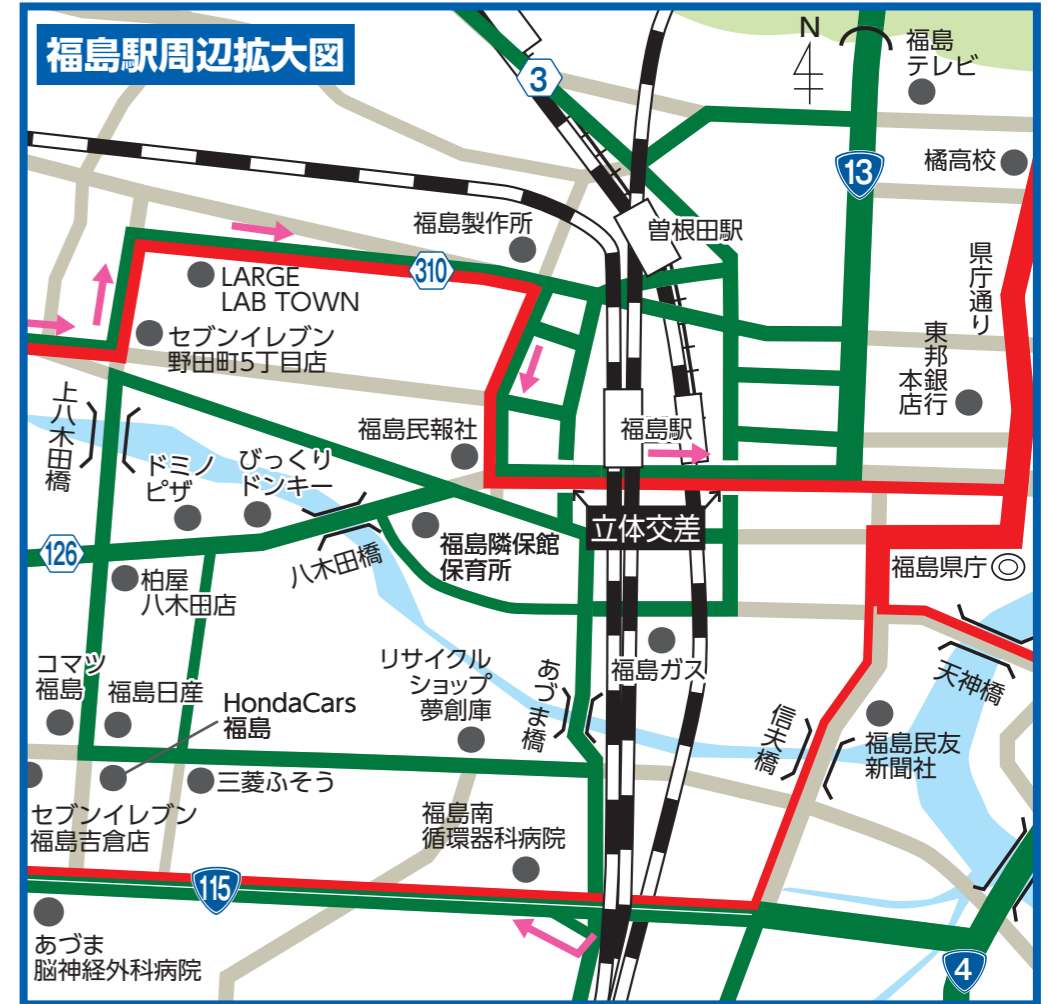 福島駅周辺拡大図
N
福島
テレビ
3
13
橘高校
福島製作所
曽根田駅
県庁通り
310
LARGE
LAB TOWN
セブンイレブン
野田町5丁目店
東邦銀行
本店
上八木田橋
福島民報社
福島駅
ドミノ
ピザ
びっくり
ドンキー
立体交差
126
八木田橋
福島隣保館
保育所
福島県庁
柏屋
八木田店
コマツ
福島
福島日産
HondaCars
福島
リサイクル
ショップ
夢創庫
あづま橋
福島ガス
天神橋
信夫橋
福島民友
新聞社
三菱ふそう
セブンイレブン
福島吉倉店
福島南
循環器科病院
115
あづま
脳神経外科病院
4